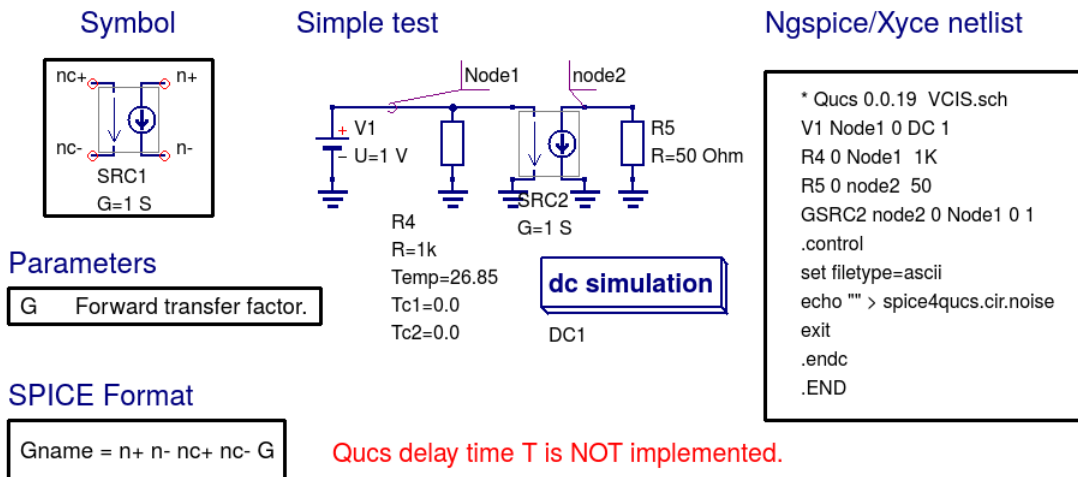 Symbol
Simple test
Ngspice/Xyce netlist
nc+
n+
nc-
n-
SRC1
G=1 S
Node1
node2
+
V1
−
U=1 V
R5
R=50 Ohm
SRC2
G=1 S
R4
R=1k
Temp=26.85
Tc1=0.0
Tc2=0.0
dc simulation
DC1
* Qucs 0.0.19  VCIS.sch
V1 Node1 0 DC 1
R4 0 Node1  1K
R5 0 node2  50
GSRC2 node2 0 Node1 0 1
.control
set filetype=ascii
echo "" > spice4qucs.cir.noise
exit
.endc
.END
Parameters
G Forward transfer factor.
SPICE Format
Gname = n+ n- nc+ nc- G
Qucs delay time T is NOT implemented.